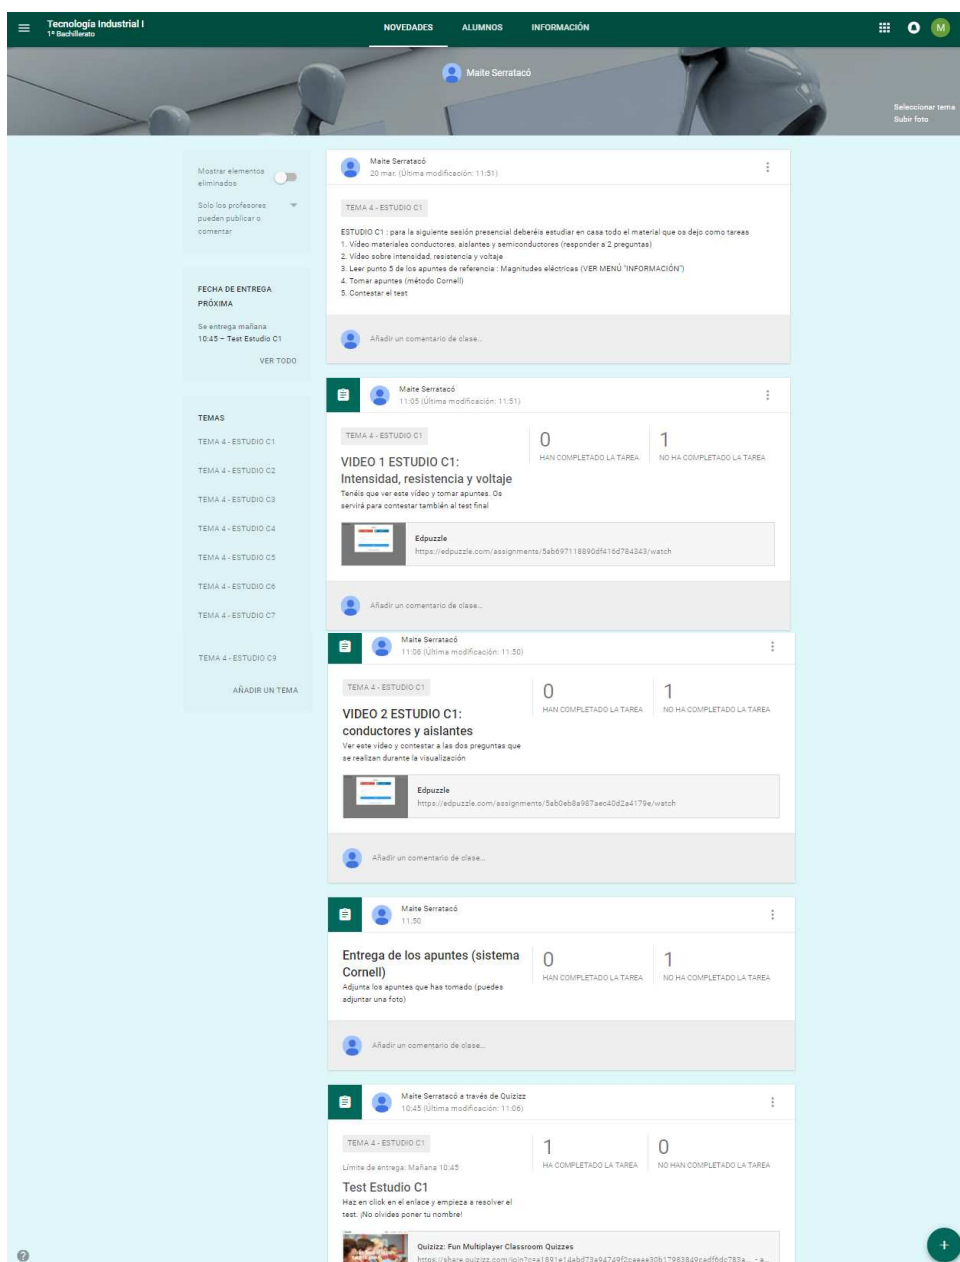 Tecnología Industrial I
1º Bachillerato
NOVEDADES
ALUMNOS
INFORMACIÓN
M
Maite Serratacó
Seleccionar tema
Subir foto
Mostrar elementos
eliminados
Solo los profesores
pueden publicar o
comentar
FECHA DE ENTREGA
PRÓXIMA
Se entrega mañana
10:45 – Test Estudio C1
VER TODO
TEMAS
TEMA 4 - ESTUDIO C1
TEMA 4 - ESTUDIO C2
TEMA 4 - ESTUDIO C3
TEMA 4 - ESTUDIO C4
TEMA 4 - ESTUDIO C5
TEMA 4 - ESTUDIO C6
TEMA 4 - ESTUDIO C7
TEMA 4 - ESTUDIO C9
AÑADIR UN TEMA
Maite Serratacó
20 mar. (Última modificación: 11:51)
TEMA 4 - ESTUDIO C1
ESTUDIO C1 : para la siguiente sesión presencial deberéis estudiar en casa todo el material que os dejo como tareas
1. Vídeo materiales conductores, aislantes y semiconductores (responder a 2 preguntas)
2. Vídeo sobre intensidad, resistencia y voltaje
3. Leer punto 5 de los apuntes de referencia : Magnitudes eléctricas (VER MENÚ "INFORMACIÓN")
4. Tomar apuntes (método Cornell)
5. Contestar el test
Añadir un comentario de clase...
Maite Serratacó
11:05 (Última modificación: 11:51)
TEMA 4 - ESTUDIO C1
0
HAN COMPLETADO LA TAREA
1
NO HA COMPLETADO LA TAREA
VIDEO 1 ESTUDIO C1:
Intensidad, resistencia y voltaje
Tenéis que ver este vídeo y tomar apuntes. Os
servirá para contestar también al test final
Edpuzzle
https://edpuzzle.com/assignments/5ab697118890df416d784343/watch
Añadir un comentario de clase...
Maite Serratacó
11:06 (Última modificación: 11:50)
TEMA 4 - ESTUDIO C1
0
HAN COMPLETADO LA TAREA
1
NO HA COMPLETADO LA TAREA
VIDEO 2 ESTUDIO C1:
conductores y aislantes
Ver este vídeo y contestar a las dos preguntas que
se realizan durante la visualización
Edpuzzle
https://edpuzzle.com/assignments/5ab0eb8a987aec40d2a4179e/watch
Añadir un comentario de clase...
Maite Serratacó
11:50
Entrega de los apuntes (sistema
Cornell)
Adjunta los apuntes que has tomado (puedes
adjuntar una foto)
0
HAN COMPLETADO LA TAREA
1
NO HA COMPLETADO LA TAREA
Añadir un comentario de clase...
Maite Serratacó a través de Quizizz
10:45 (Última modificación: 11:06)
TEMA 4 - ESTUDIO C1
1
HA COMPLETADO LA TAREA
0
NO HAN COMPLETADO LA TAREA
Límite de entrega: Mañana 10:45
Test Estudio C1
Haz en click en el enlace y empieza a resolver el
test. ¡No olvides poner tu nombre!
Quizizz: Fun Multiplayer Classroom Quizzes